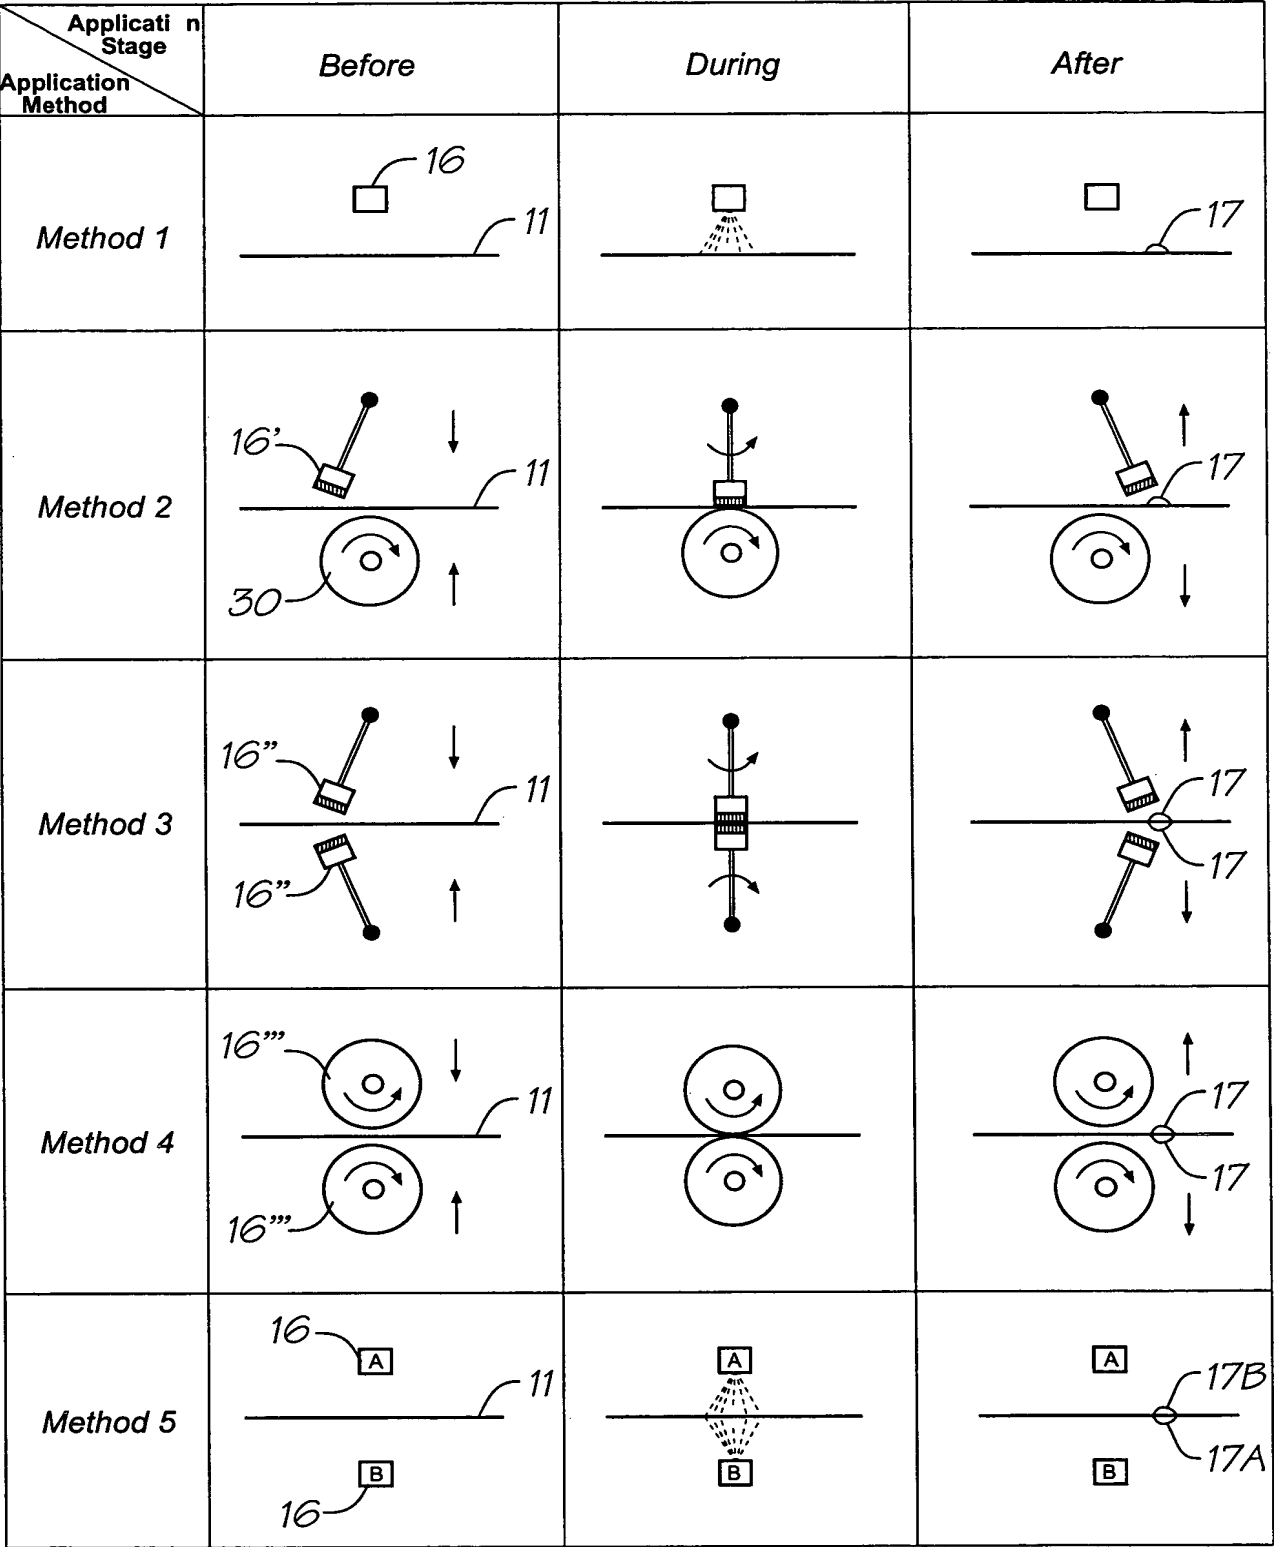 Applicati n
Stage
Application
Method
Before
During
After
Method 1
16
11
17
Method 2
16'
11
30
17
Method 3
16”
11
16”
17
17
Method 4
16”’
11
16”’
17
17
Method 5
16
A
11
B
16
A
B
A
17B
17A
B